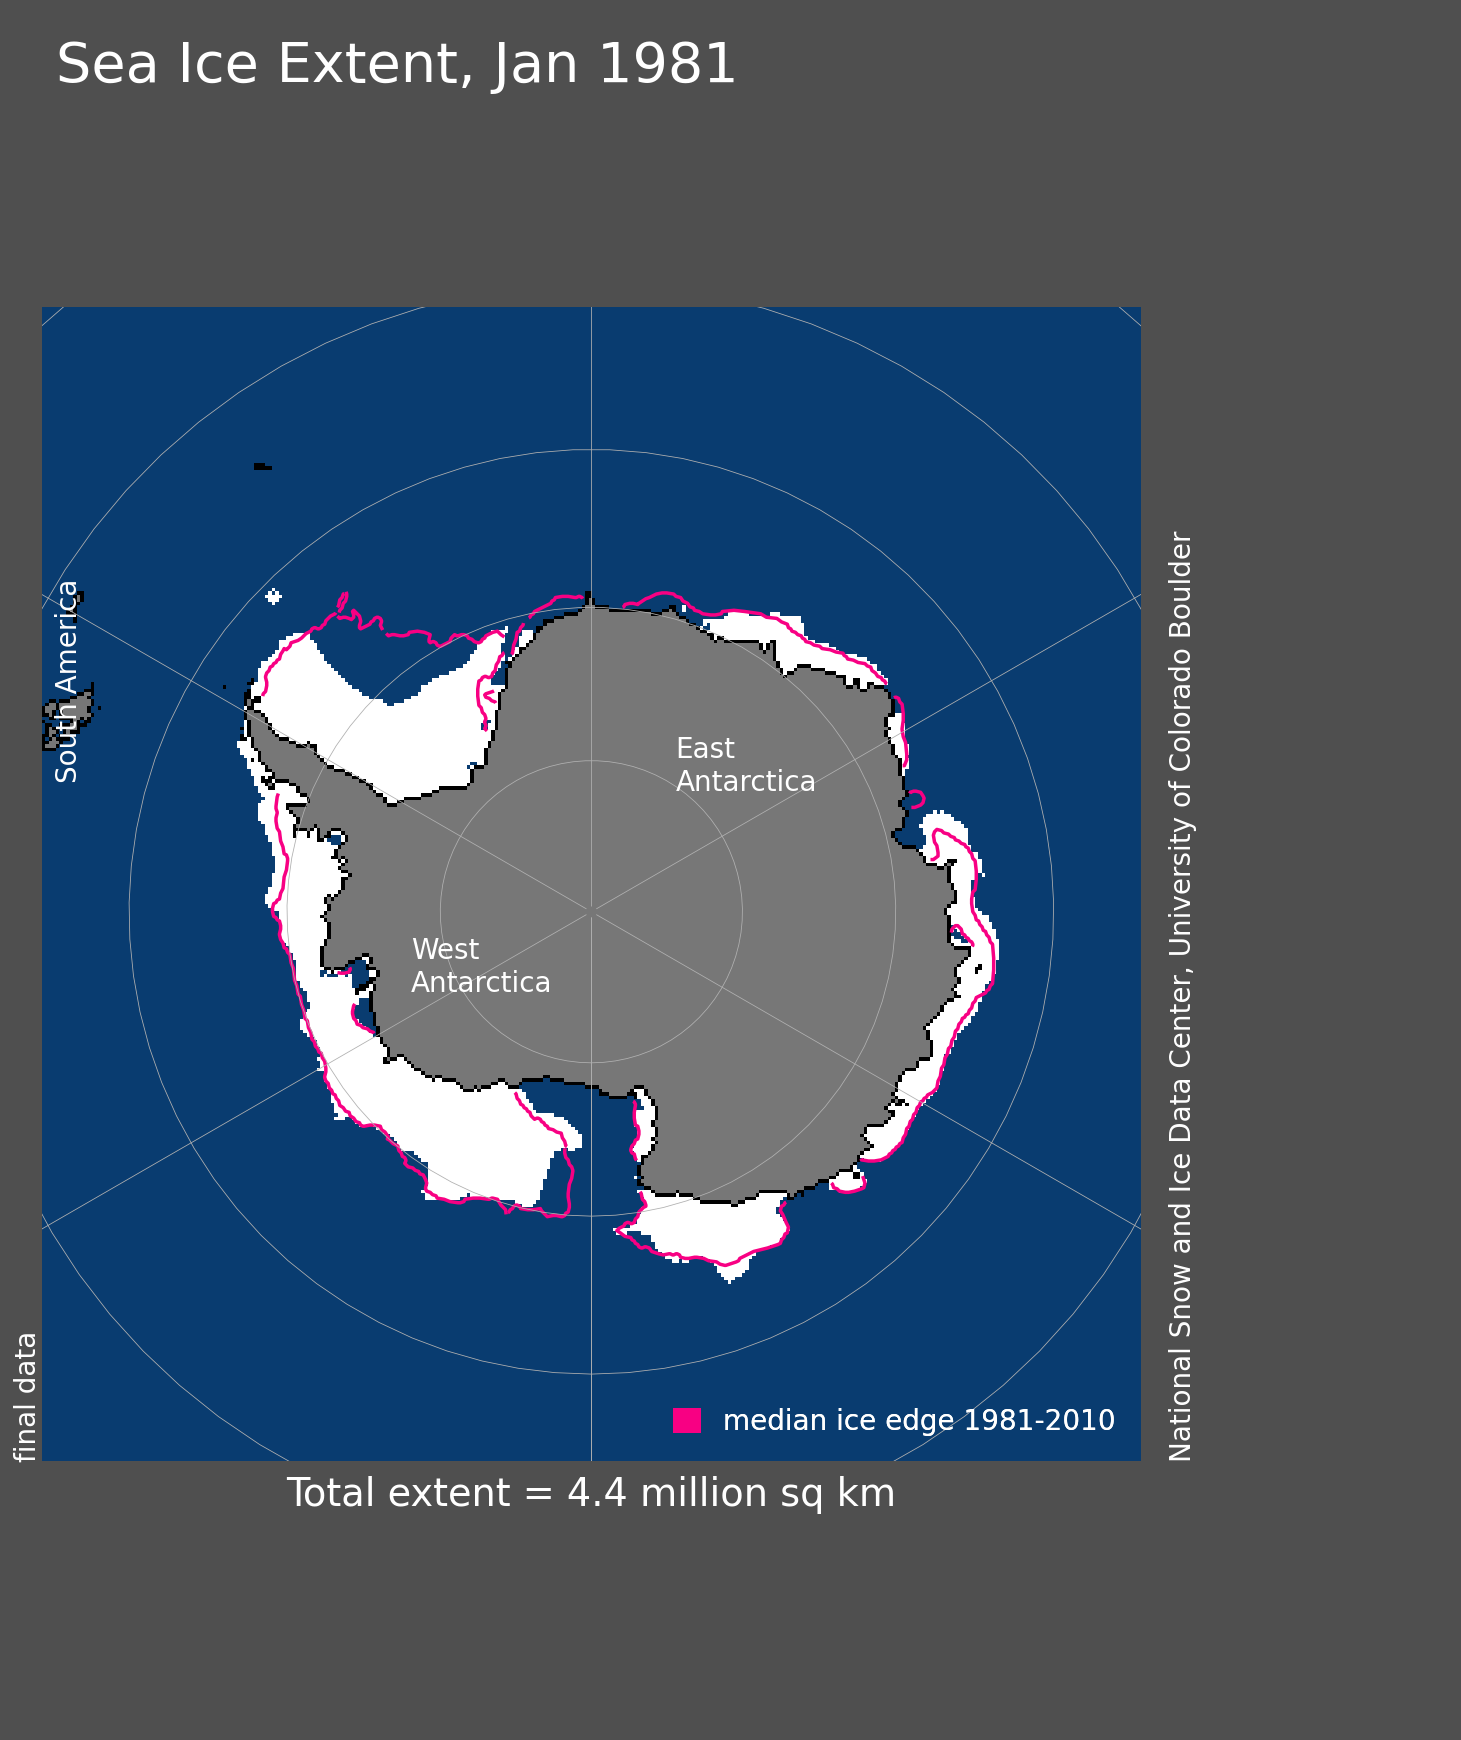 Sea Ice Extent, Jan 1981
South America
East
Antarctica
West
Antarctica
median ice edge 1981-2010
final data
National Snow and Ice Data Center, University of Colorado Boulder
Total extent = 4.4 million sq km